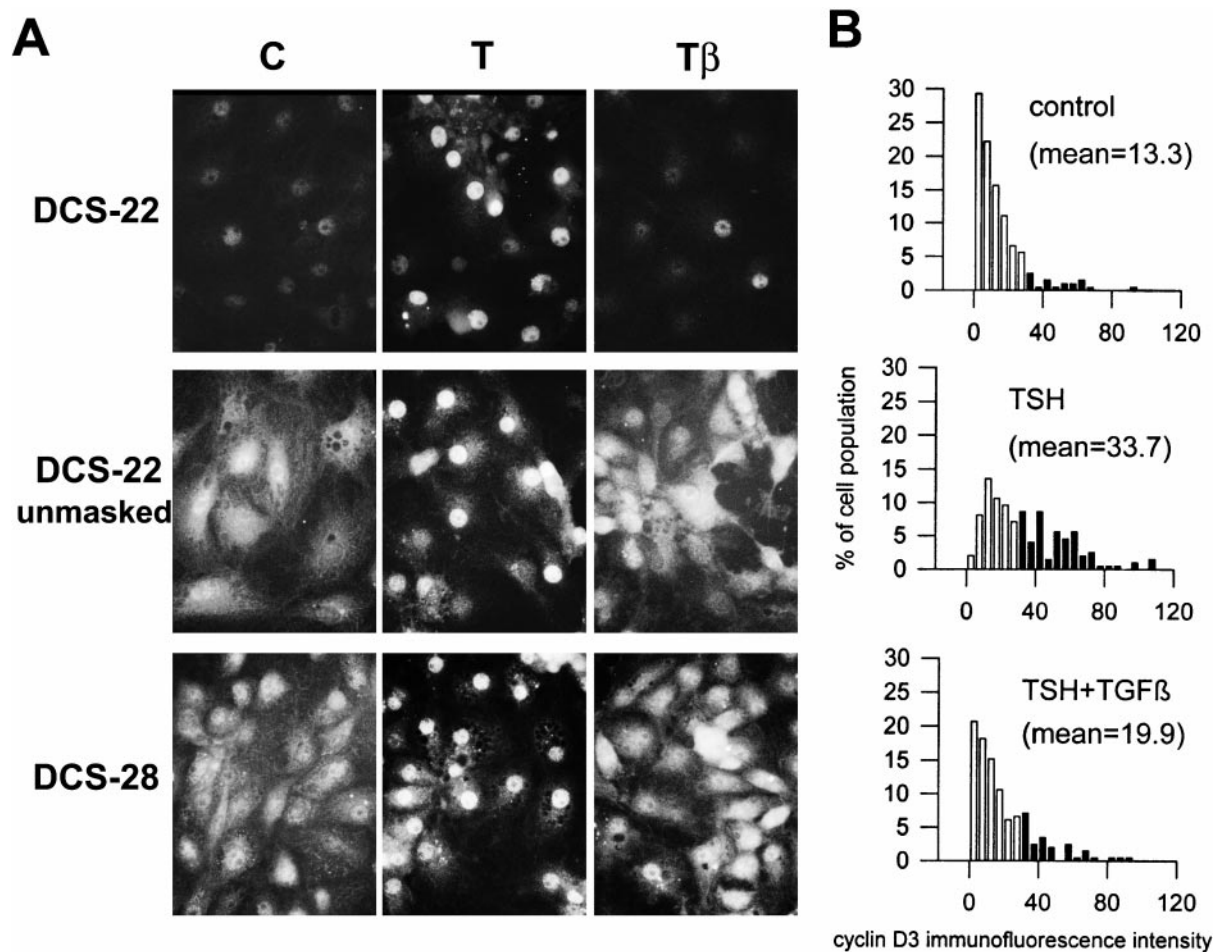 A
C
T
Tβ
DCS-22
DCS-22
unmasked
DCS-28
B
30
25
20
15
10
5
0
control
(mean=13.3)
0
40
80
120
% of cell population
30
25
20
15
10
5
0
TSH
(mean=33.7)
0
40
80
120
30
25
20
15
10
5
0
TSH+TGFß
(mean=19.9)
0
40
80
120
cyclin D3 immunofluorescence intensity